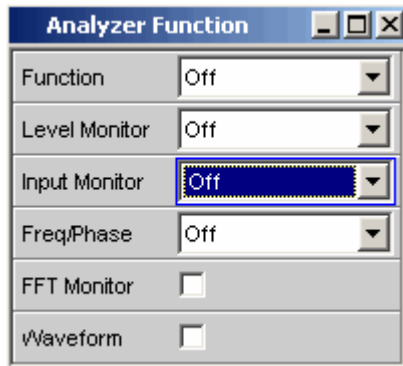 Analyzer Function
Function Off
Level Monitor Off
Input Monitor Off
Freq/Phase Off
FFT Monitor
Waveform